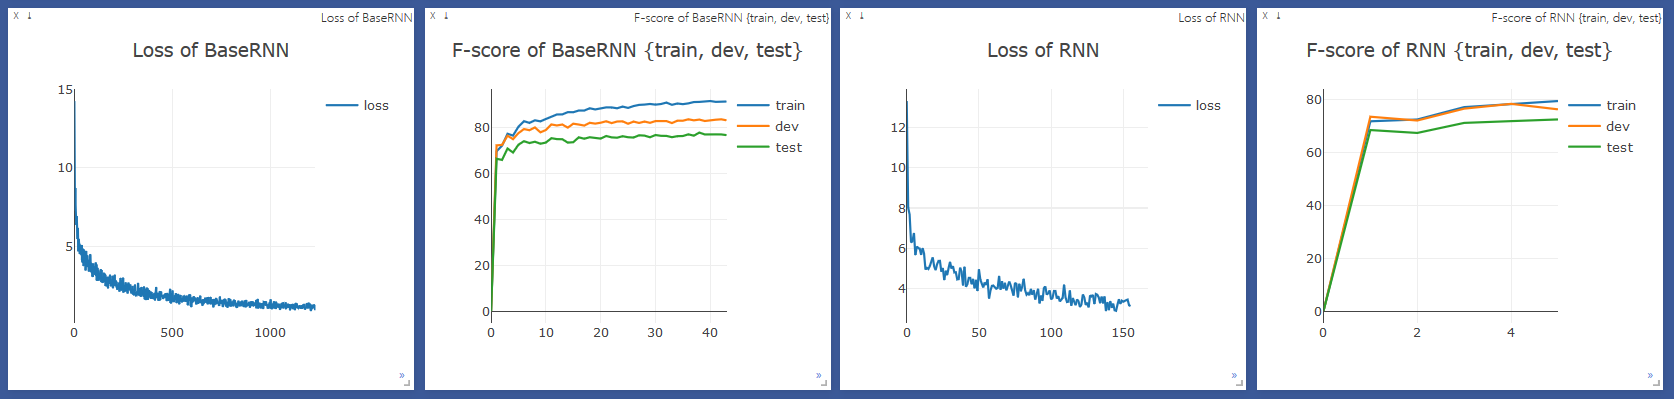 X ↓ Loss of BaseRNN
Loss of BaseRNN
15
10
5
0 500 1000
loss
»
X ↓ F-score of BaseRNN {train, dev, test}
F-score of BaseRNN {train, dev, test}
80
60
40
20
0
0 10 20 30 40
train
dev
test
»
X ↓ Loss of RNN
Loss of RNN
12
8
6
4
0 50 100 150
loss
»
X ↓ F-score of RNN {train, dev, test}
F-score of RNN {train, dev, test}
80
60
40
20
0
0 2 4
train
dev
test
»